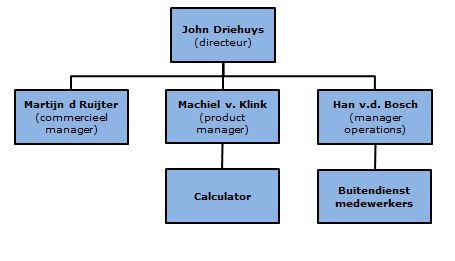 John Driehuys
(directeur)
Martijn d Ruijter
(commercieel
manager)
Machiel v. Klink
(product
manager)
Han v.d. Bosch
(manager
operations)
Calculator
Buitendienst
medewerkers